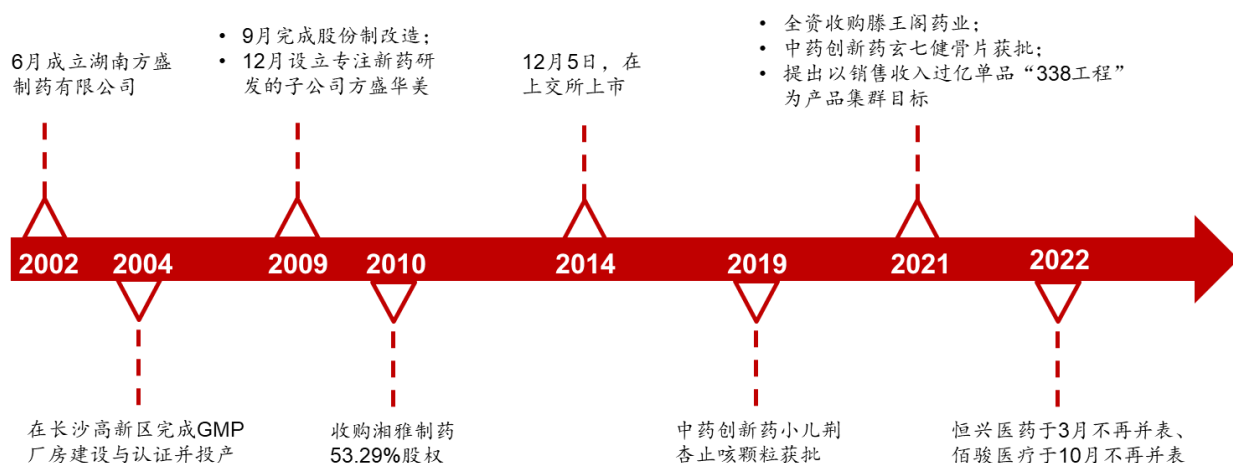 6月成立湖南方盛
制药有限公司
• 9月完成股份制改造;
• 12月设立专注新药研
发的子公司方盛华美
12月5日，在
上交所上市
• 全资收购滕王阁药业;
• 中药创新药玄七健骨片获批;
• 提出以销售收入过亿单品“338工程”
为产品集群目标
2002 2004 2009 2010 2014 2019 2021 2022
在长沙高新区完成GMP
厂房建设与认证并投产
收购湘雅制药
53.29%股权
中药创新药小儿荆
杏止咳颗粒获批
恒兴医药于3月不再并表、
佰骏医疗于10月不再并表